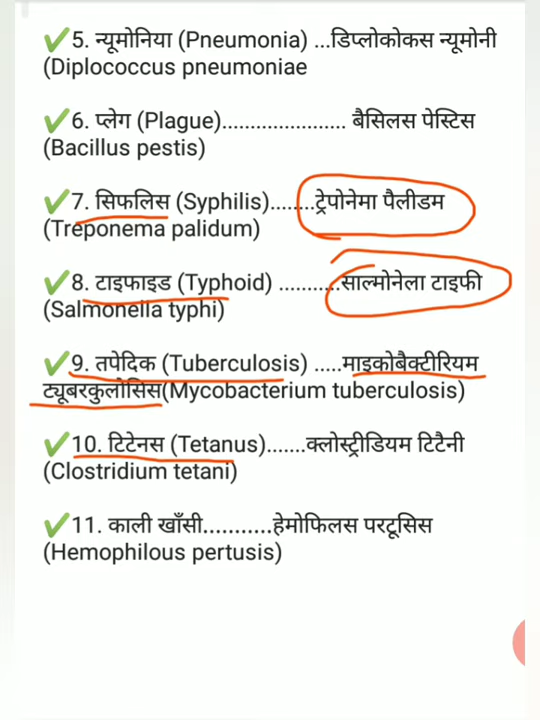 ✔5. न्यूमोनिया (Pneumonia) ...डिप्लोकोकस न्यूमोनी
(Diplococcus pneumoniae
✔6. प्लेग (Plague)...................... बैसिलस पेस्टिस
(Bacillus pestis)
✔7. सिफलिस (Syphilis)........ट्रेपोनेमा पैलीडम
(Treponema palidum)
✔8. टाइफाइड (Typhoid) ...........साल्मोनेला टाइफी
(Salmonella typhi)
✔9. तपेदिक (Tuberculosis) .....माइकोबैक्टीरियम
ट्यूबरकुलोसिस(Mycobacterium tuberculosis)
✔10. टिटेनस (Tetanus).......क्लोस्ट्रीडियम टिटैनी
(Clostridium tetani)
✔11. काली खाँसी............हेमोफिलस परटूसिस
(Hemophilous pertusis)